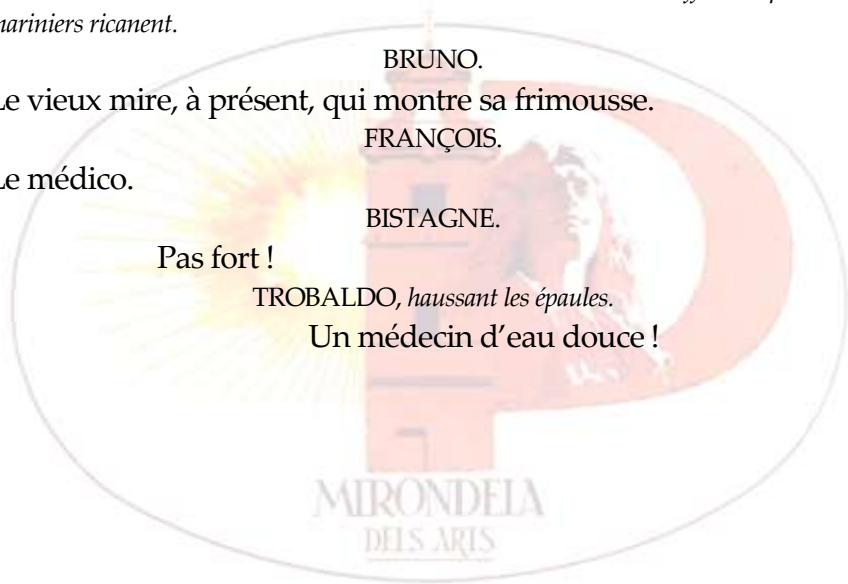 mariniers ricanent.
BRUNO.
Le vieux mire, à présent, qui montre sa frimousse.
FRANÇOIS.
Le médico.
BISTAGNE.
Pas fort !
TROBALDO, haussant les épaules.
Un médecin d’eau douce !
MIRONDELA
DELS ARTS